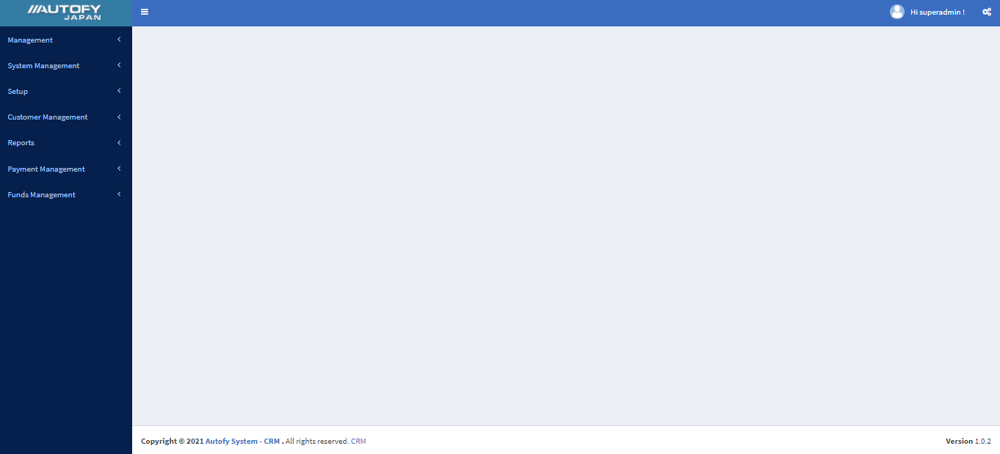 ///AUTOFY
JAPAN
Hi superadmin !
Management
System Management
Setup
Customer Management
Reports
Payment Management
Funds Management
Copyright © 2021 Autofy System - CRM . All rights reserved. CRM
Version 1.0.2